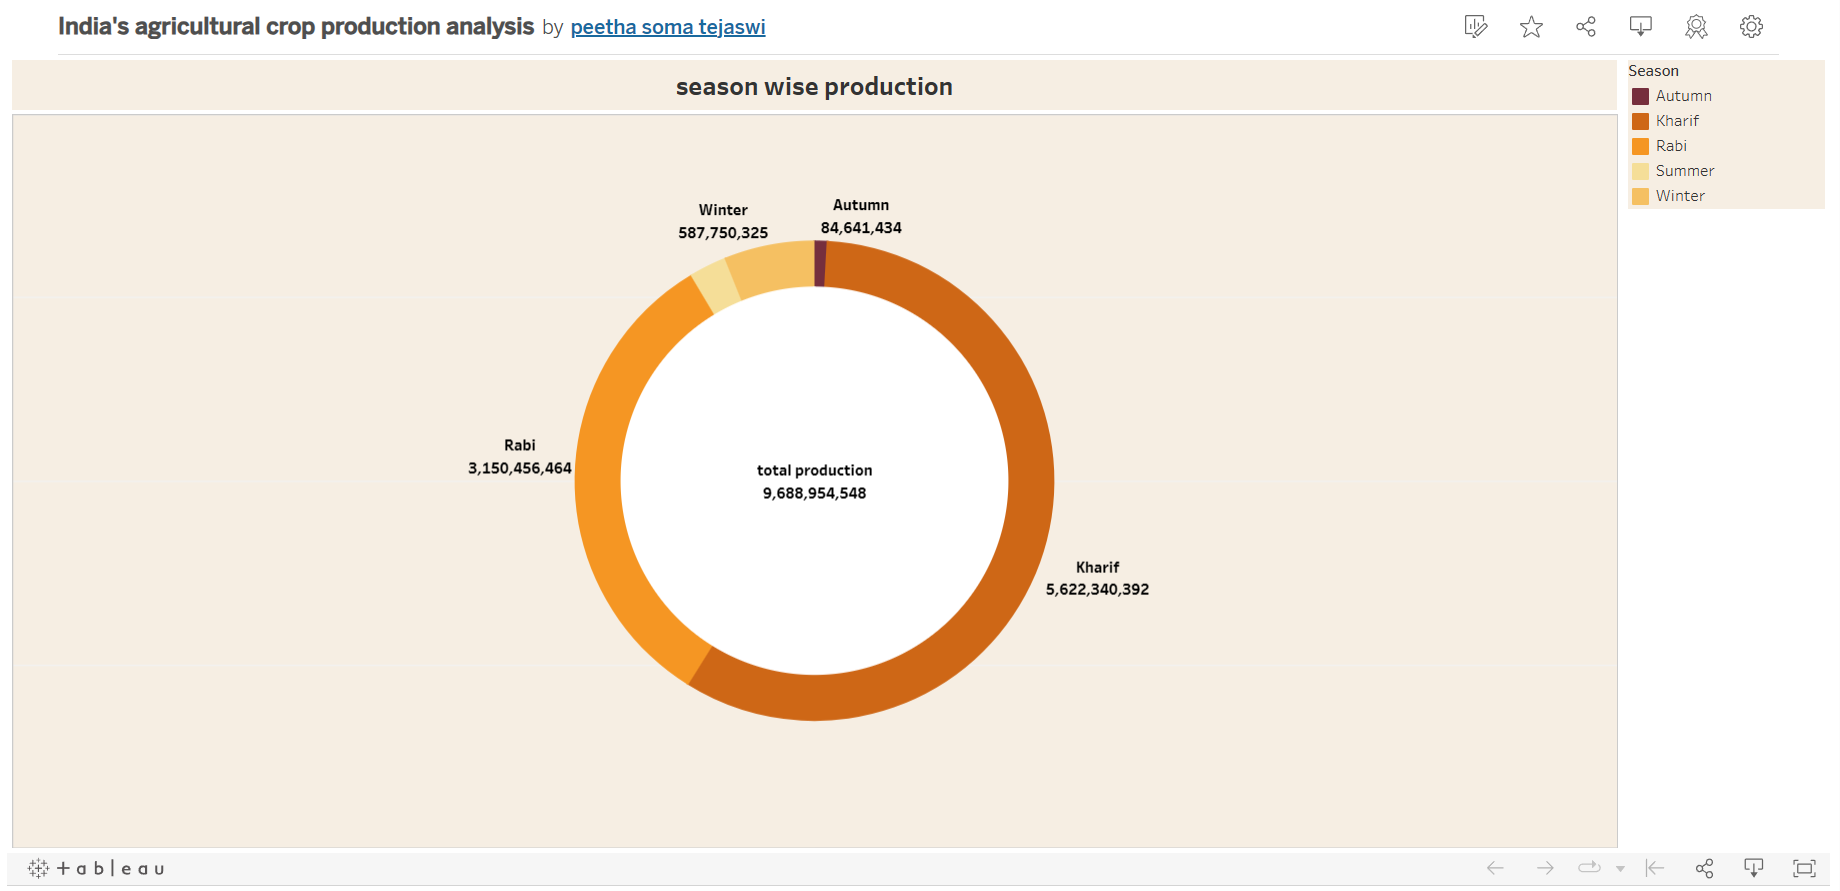 India's agricultural crop production analysis by peetha soma tejaswi
season wise production
Season
Autumn
Kharif
Rabi
Summer
Winter
Winter
587,750,325
Autumn
84,641,434
Rabi
3,150,456,464
total production
9,688,954,548
Kharif
5,622,340,392
+ableau